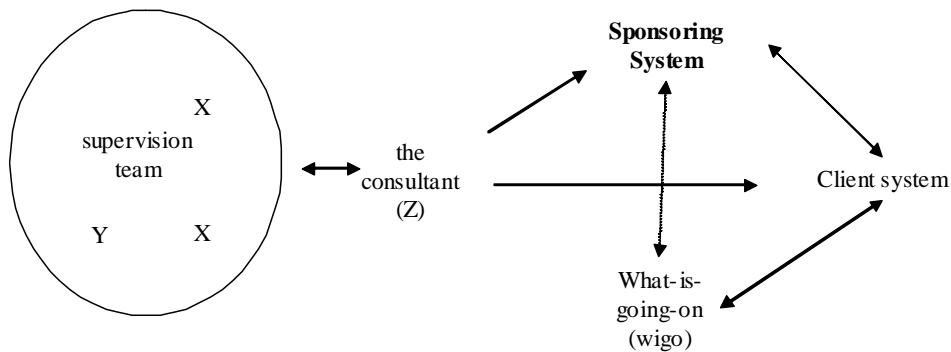 Sponsoring
System
X
supervision
team
the
consultant
(Z)
Client system
Y
X
What-is-
going-on
(wigo)